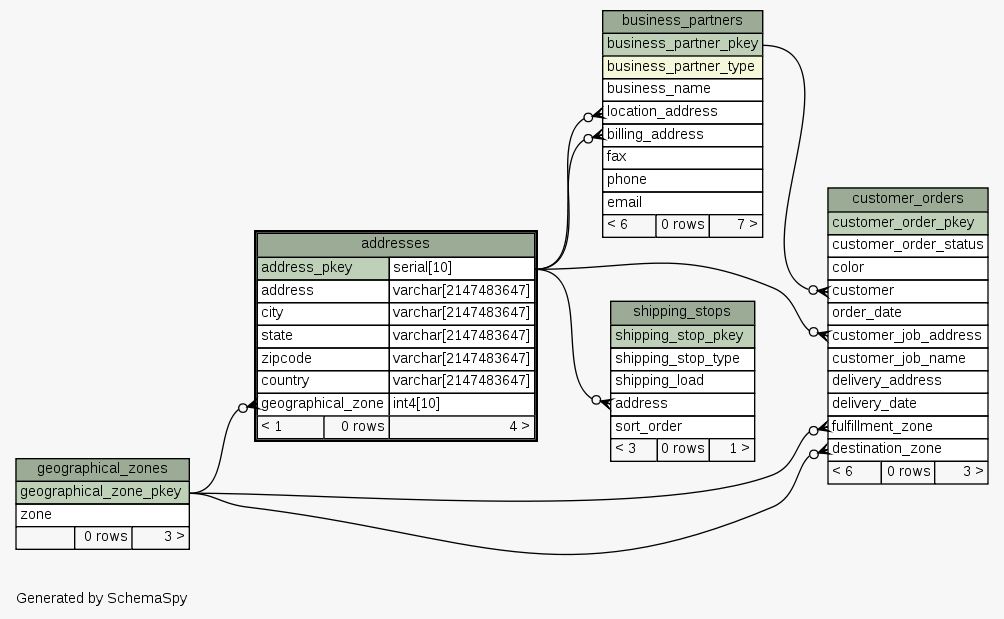 business_partners
business_partner_pkey
business_partner_type
business_name
location_address
billing_address
fax
phone
email
< 6 0 rows 7 >
customer_orders
customer_order_pkey
customer_order_status
color
customer
order_date
customer_job_address
customer_job_name
delivery_address
delivery_date
fulfillment_zone
destination_zone
< 6 0 rows 3 >
addresses
address_pkey serial[10]
address varchar[2147483647]
city varchar[2147483647]
state varchar[2147483647]
zipcode varchar[2147483647]
country varchar[2147483647]
geographical_zone int4[10]
< 1 0 rows 4 >
shipping_stops
shipping_stop_pkey
shipping_stop_type
shipping_load
address
sort_order
< 3 0 rows 1 >
geographical_zones
geographical_zone_pkey
zone
0 rows 3 >
Generated by SchemaSpy